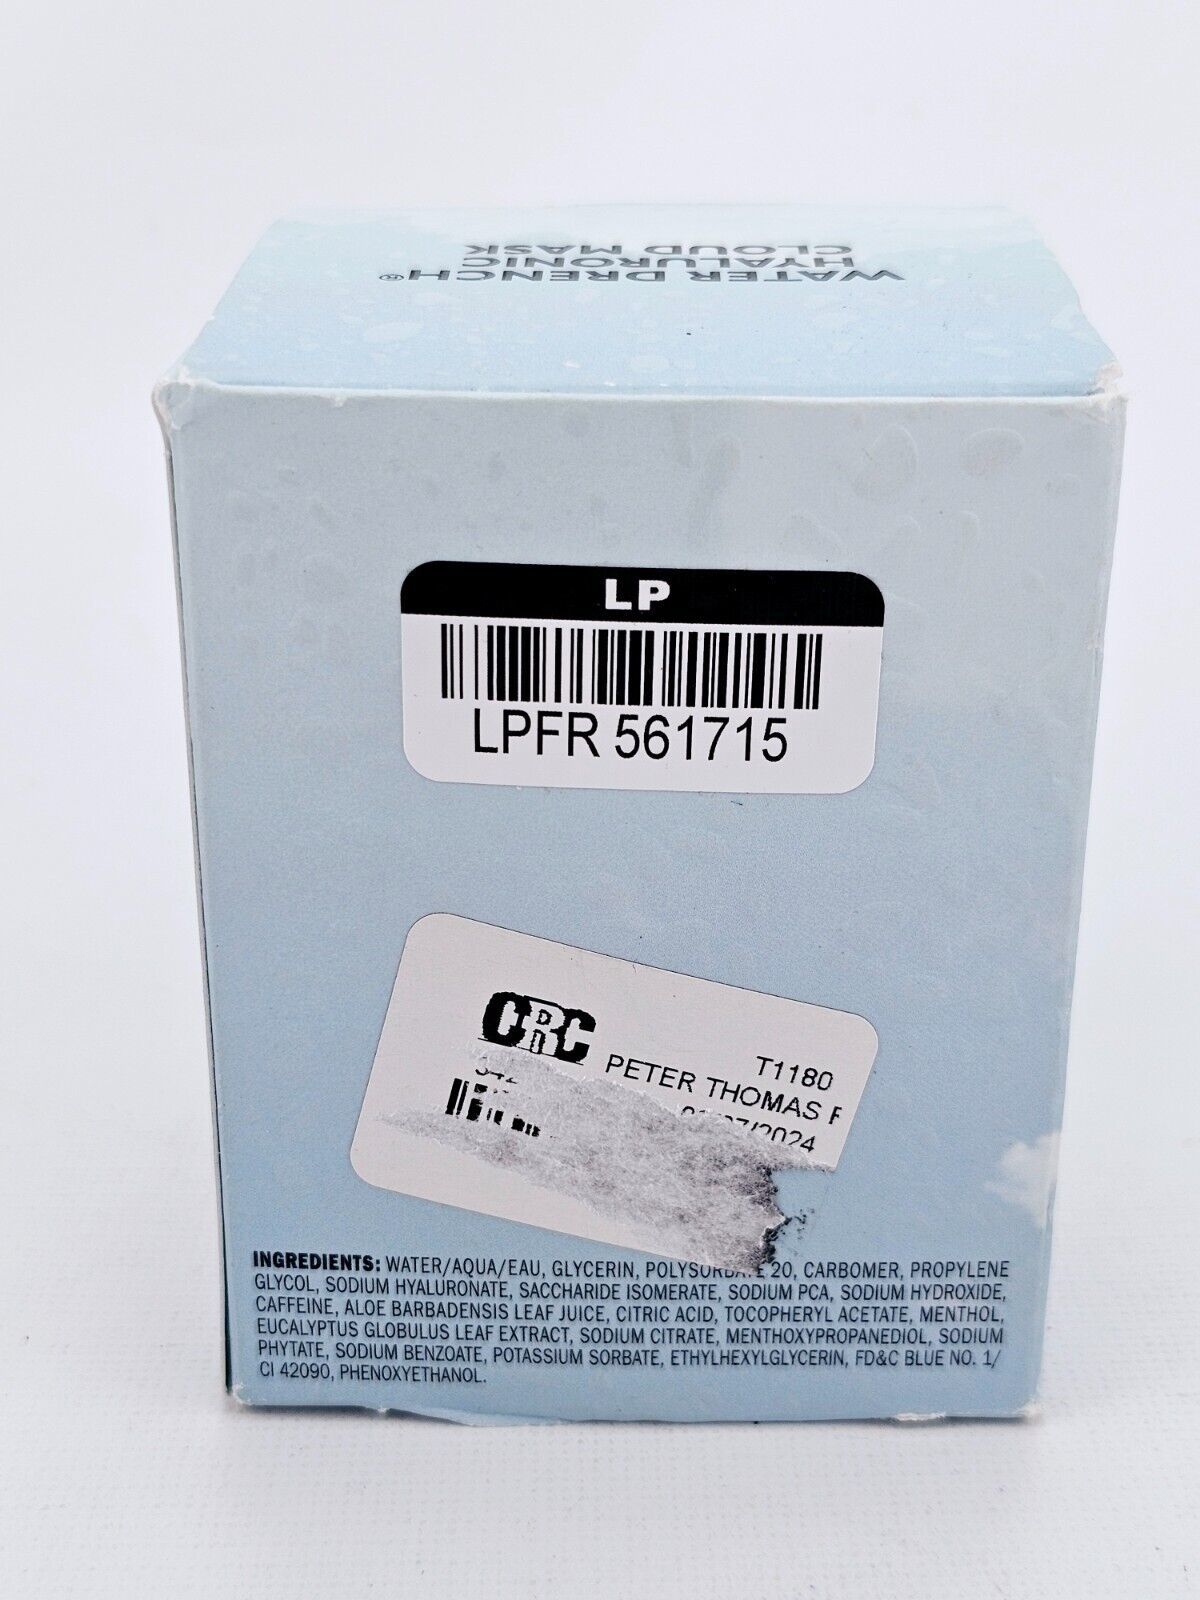 WATER DRENCH®
HYALURONIC
CLOUD MASK
LP
LPFR 561715
CRC
T1180
PETER THOMAS
INGREDIENTS: WATER/AQUA/EAU, GLYCERIN, POLYSORBATE 20, CARBOMER, PROPYLENE
GLYCOL, SODIUM HYALURONATE, SACCHARIDE ISOMERATE, SODIUM PCA, SODIUM HYDROXIDE,
CAFFEINE, ALOE BARBADENSIS LEAF JUICE, CITRIC ACID, TOCOPHERYL ACETATE, MENTHOL,
EUCALYPTUS GLOBULUS LEAF EXTRACT, SODIUM CITRATE, MENTHOXYPROPANEDIOL, SODIUM
PHYTATE, SODIUM BENZOATE, POTASSIUM SORBATE, ETHYLHEXYLGLYCERIN, FD&C BLUE NO. 1/
CI 42090, PHENOXYETHANOL.